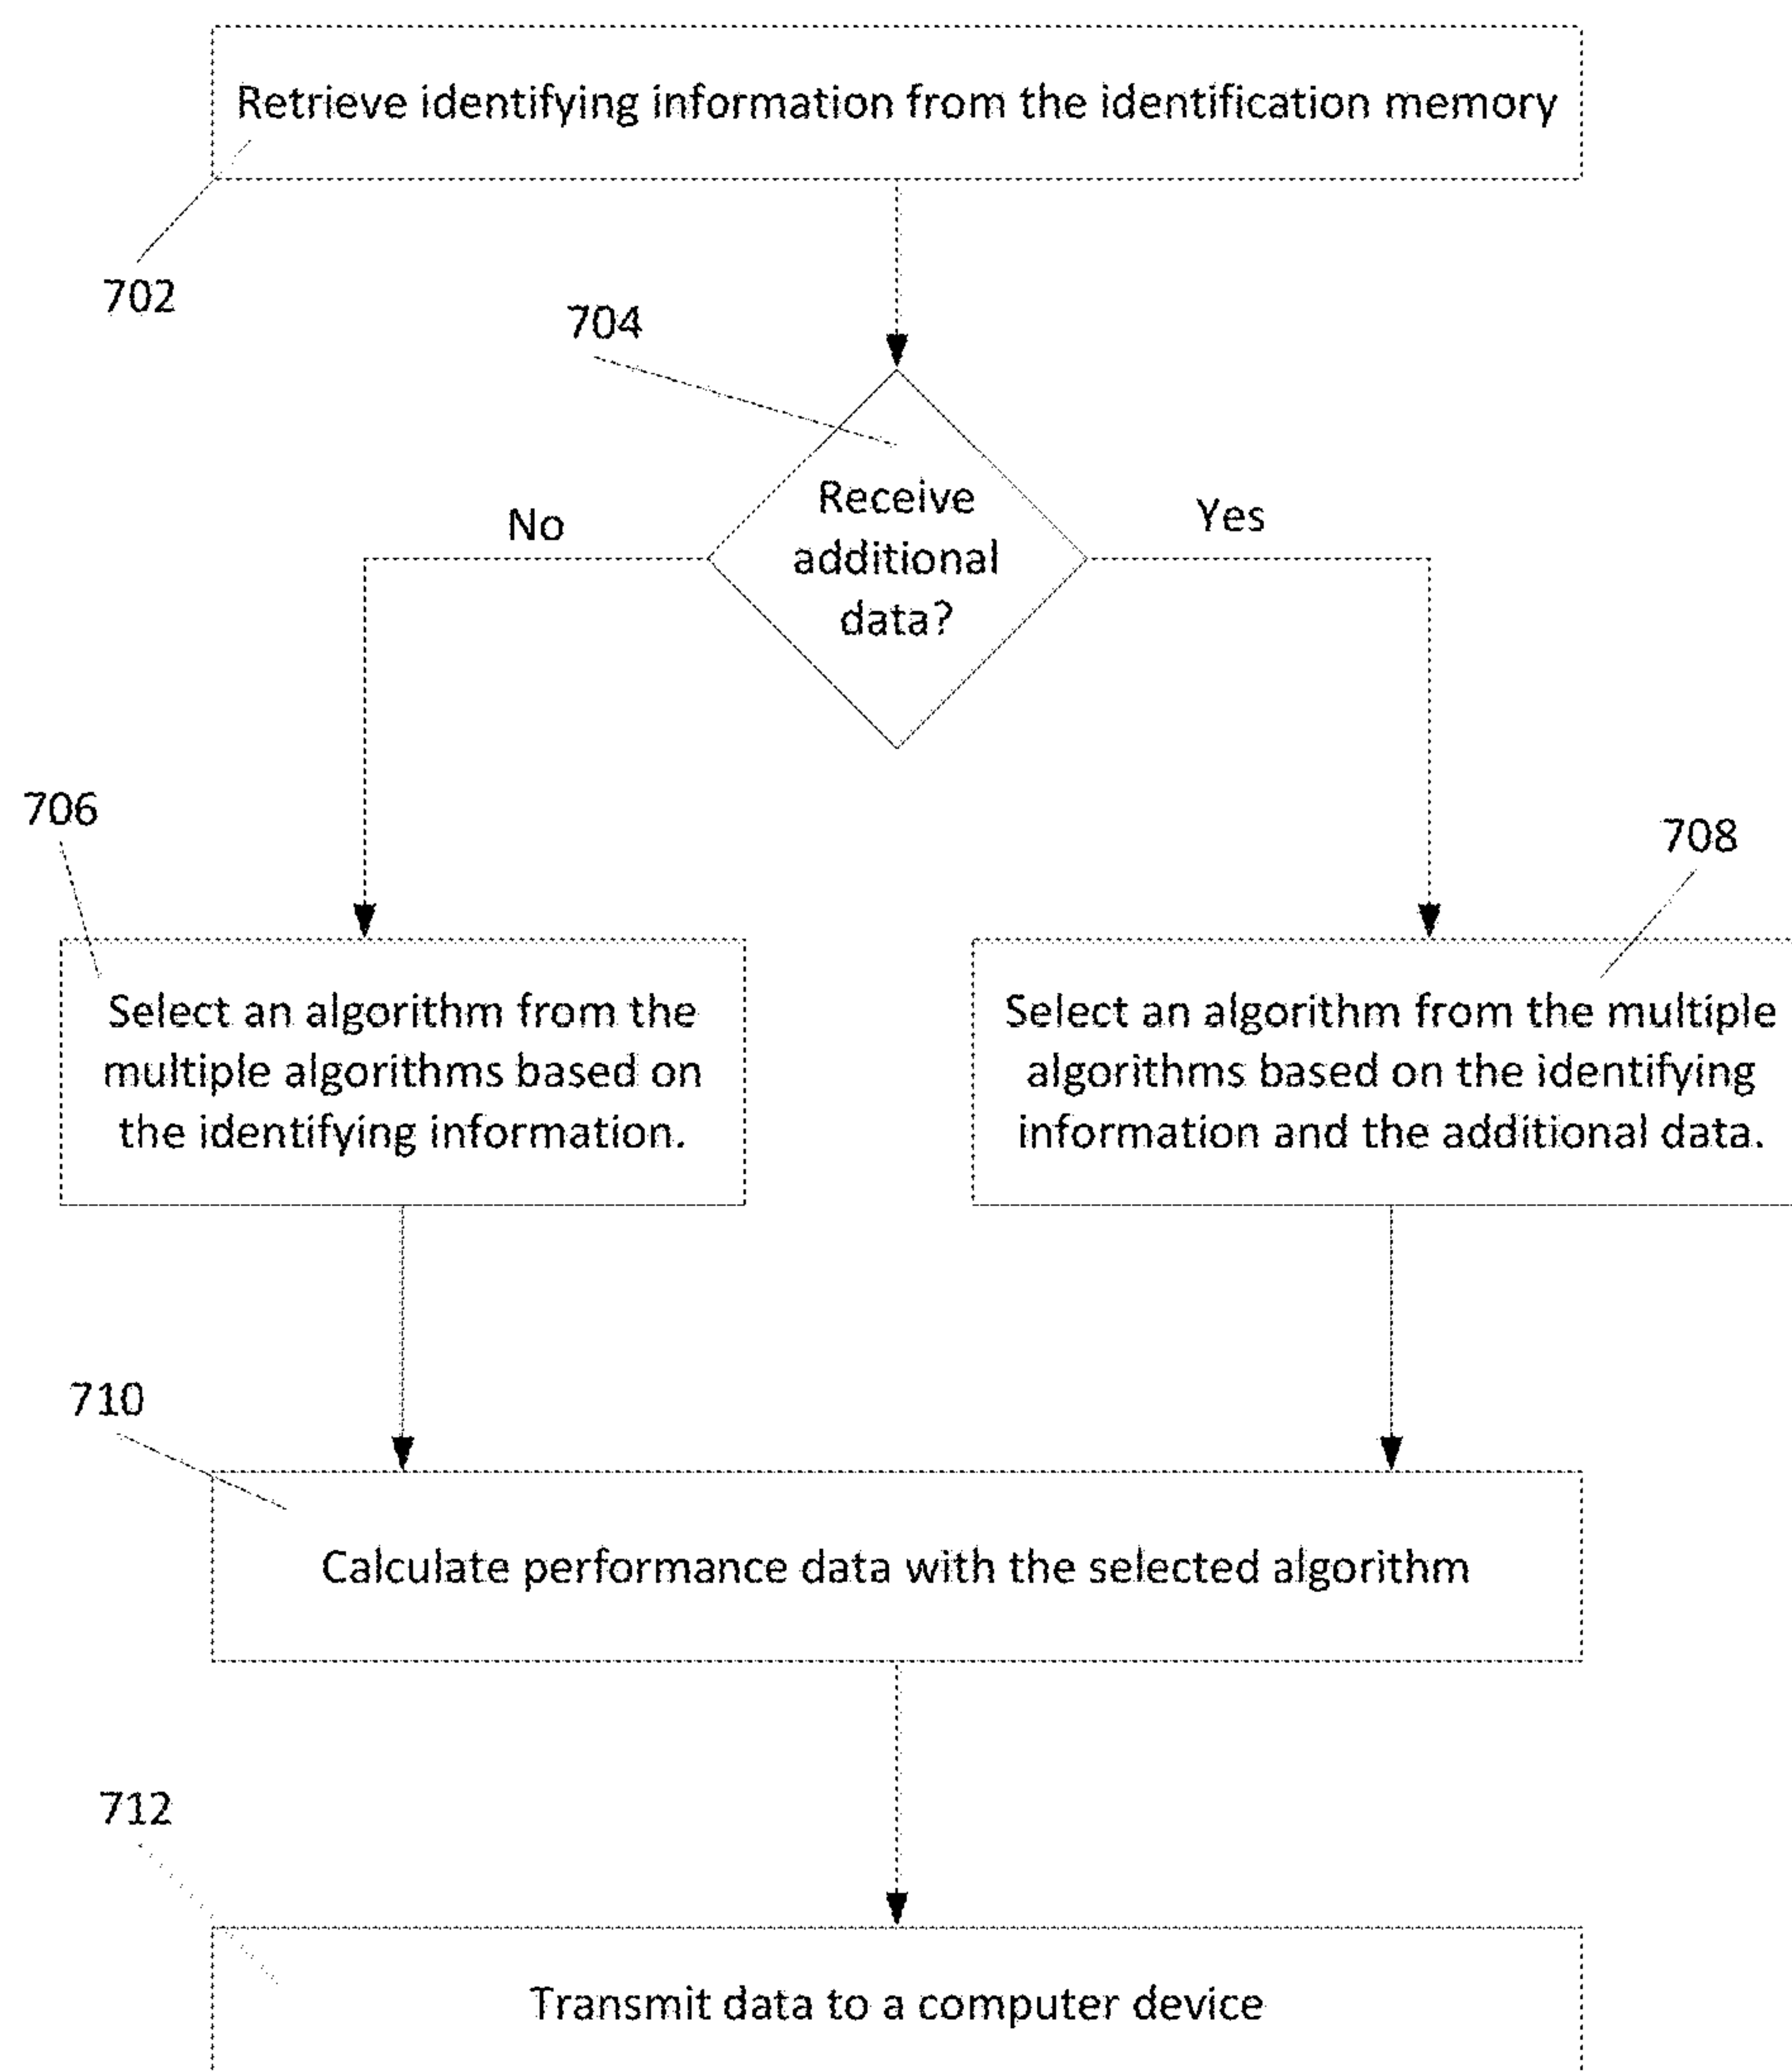 Retrieve identifying information from the identification memory
702
704
Receive
additional
data?
No
Yes
706
708
Select an algorithm from the
multiple algorithms based on
the identifying information.
Select an algorithm from the multiple
algorithms based on the identifying
information and the additional data.
710
Calculate performance data with the selected algorithm
712
Transmit data to a computer device